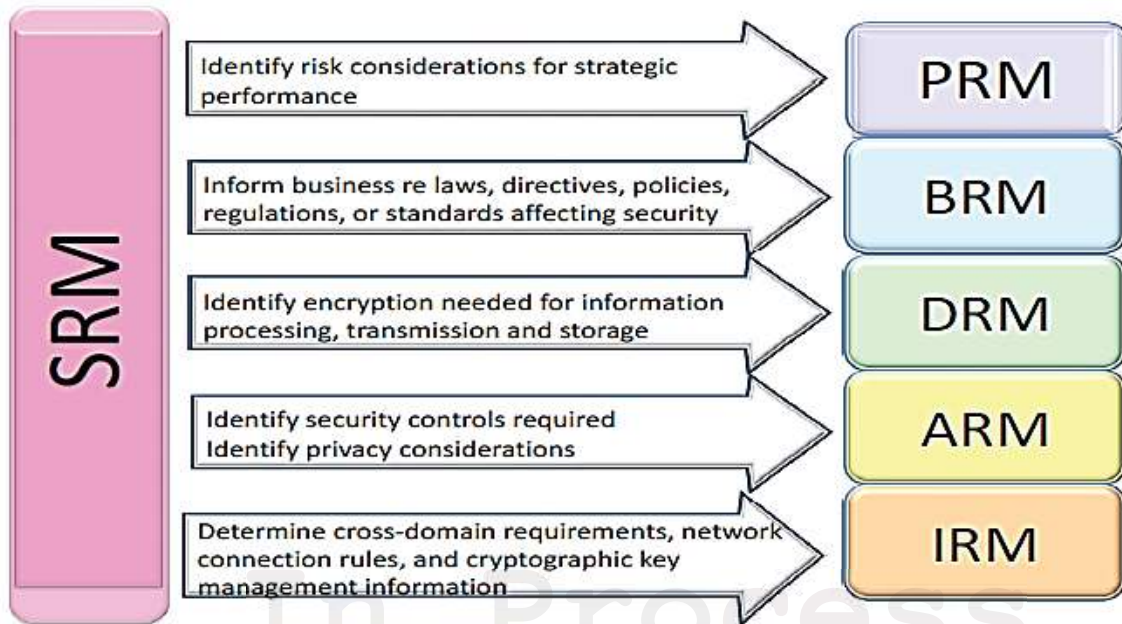 SRM
Identify risk considerations for strategic
performance
PRM
Inform business re laws, directives, policies,
regulations, or standards affecting security
BRM
Identify encryption needed for information
processing, transmission and storage
DRM
Identify security controls required
Identify privacy considerations
ARM
Determine cross-domain requirements, network
connection rules, and cryptographic key
management information
IRM
In Process